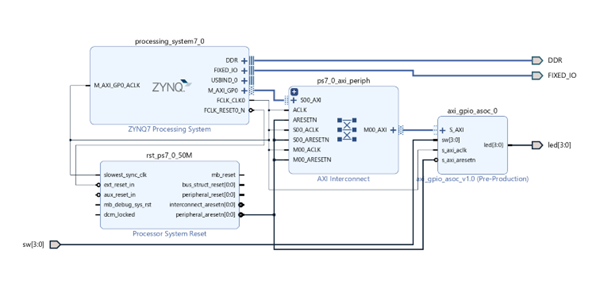 processing_system7_0
DDR
FIXED_IO
USBIND_0
M_AXI_GP0
FCLK_CLK0
FCLK_RESET0_N
M_AXI_GP0_ACLK
ZYNQ
ZYNQ7 Processing System
DDR
FIXED_IO
ps7_0_axi_periph
S00_AXI
ACLK
ARESETN
S00_ACLK
S00_ARESETN
M00_ACLK
M00_ARESETN
M00_AXI
AXI Interconnect
axi_gpio_asoc_0
S_AXI
sw[3:0]
s_axi_aclk
s_axi_aresetn
led[3:0]
axi_gpio_asoc_v1.0 (Pre-Production)
led[3:0]
rst_ps7_0_50M
slowest_sync_clk
ext_reset_in
aux_reset_in
mb_debug_sys_rst
dcm_locked
mb_reset
bus_struct_reset[0:0]
peripheral_reset[0:0]
interconnect_aresetn[0:0]
peripheral_aresetn[0:0]
Processor System Reset
sw[3:0]